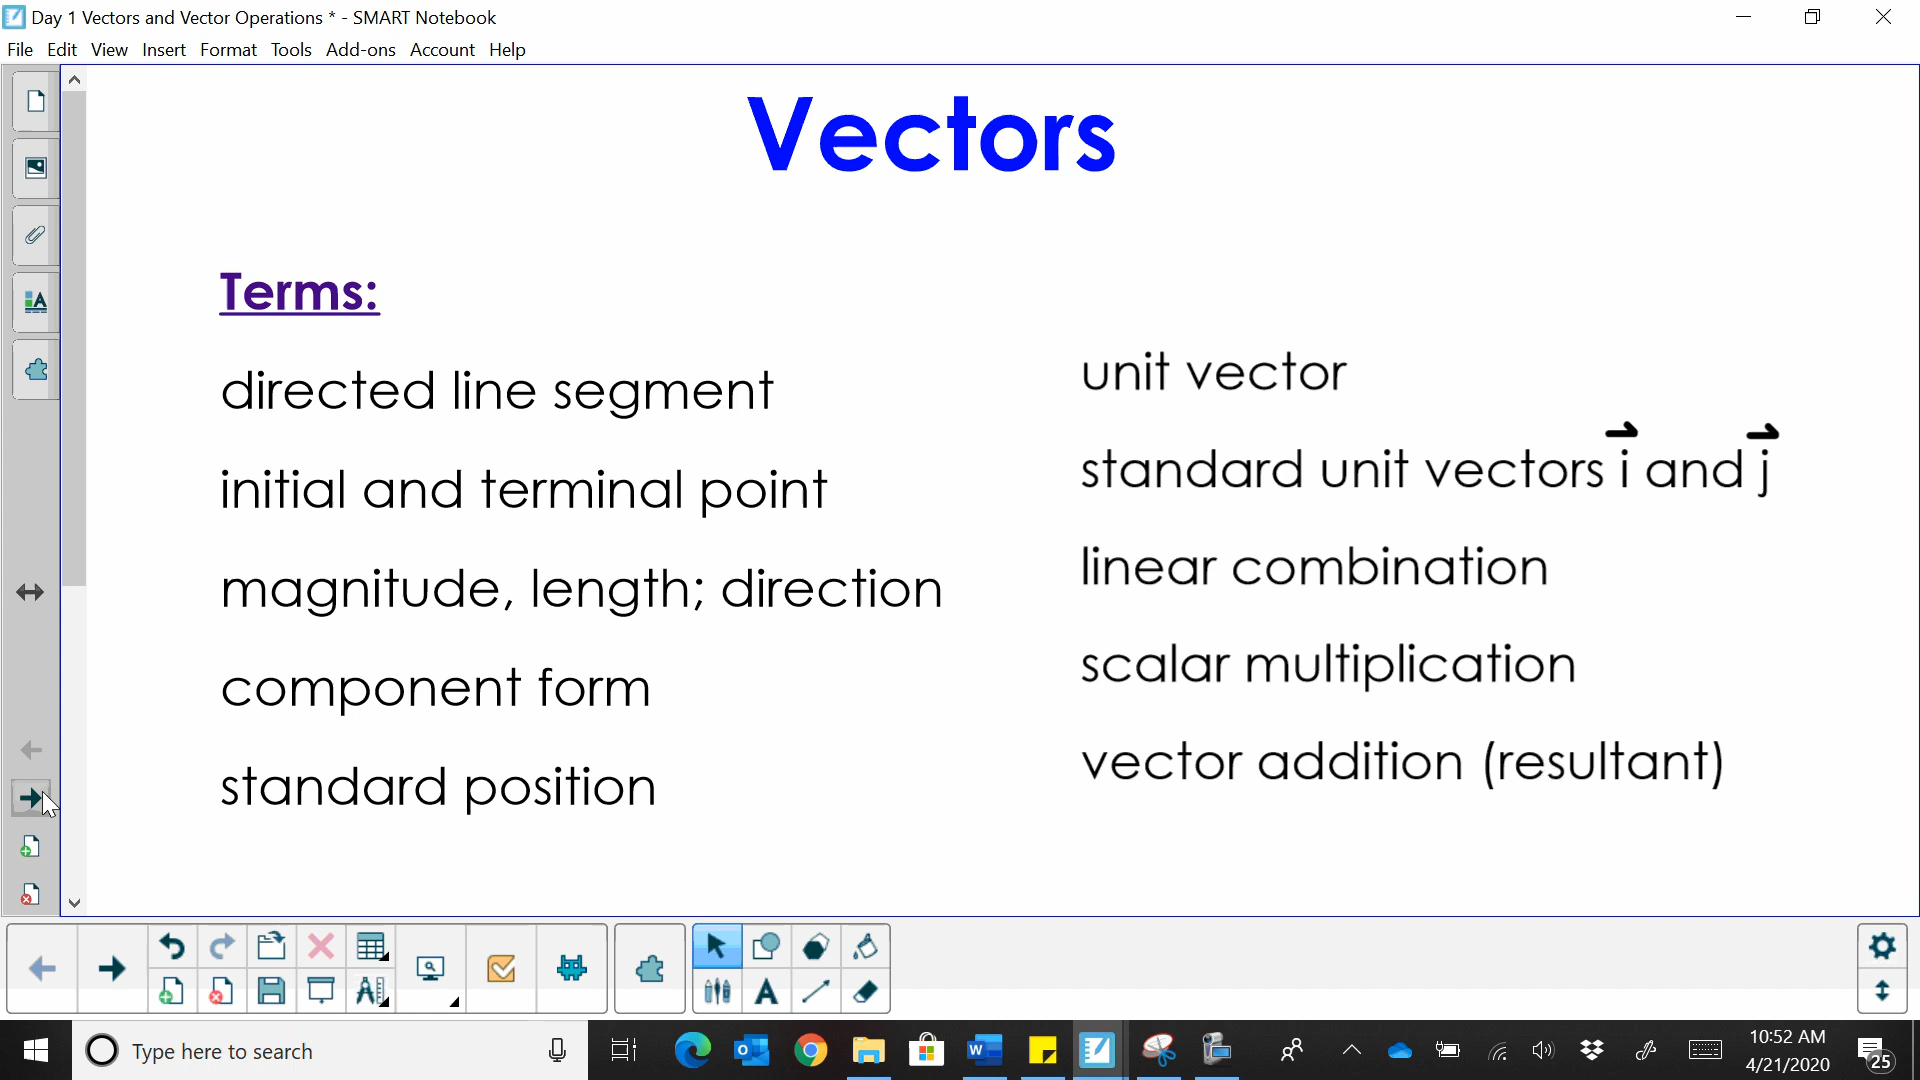 Day 1 Vectors and Vector Operations * - SMART Notebook
File Edit View Insert Format Tools Add-ons Account Help
Vectors
Terms:
directed line segment
initial and terminal point
magnitude, length; direction
component form
standard position
unit vector
standard unit vectors i⃗ and j⃗
linear combination
scalar multiplication
vector addition (resultant)
Type here to search
10:52 AM
4/21/2020
25